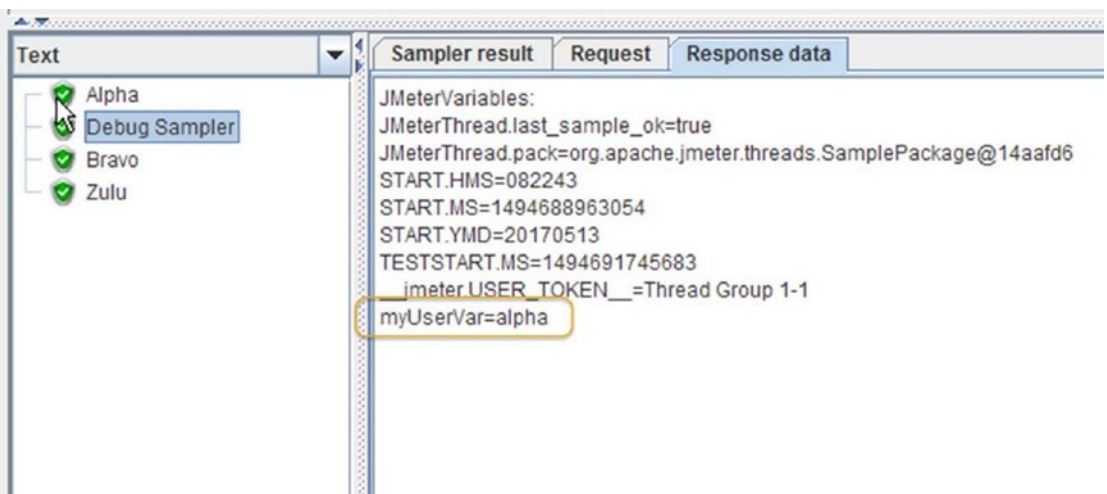 Text
Alpha
Debug Sampler
Bravo
Zulu
Sampler result Request Response data
JMeterVariables:
JMeterThread.last_sample_ok=true
JMeterThread.pack=org.apache.jmeter.threads.SamplePackage@14aafd6
START.HMS=082243
START.MS=1494688963054
START.YMD=20170513
TESTSTART.MS=1494691745683
__jmeter.USER_TOKEN__=Thread Group 1-1
myUserVar=alpha